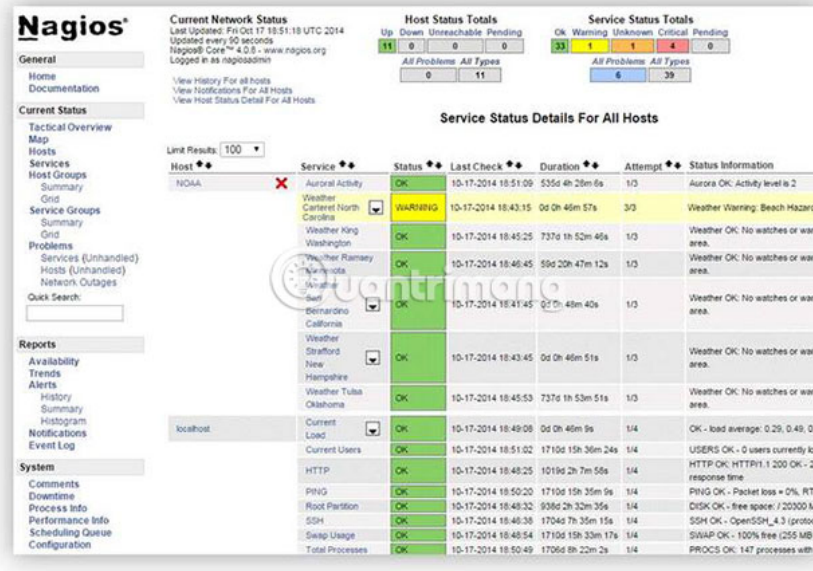 Nagios®
General
Home
Documentation
Current Status
Tactical Overview
Map
Hosts
Services
Host Groups
Summary
Grid
Service Groups
Summary
Grid
Problems
Services (Unhandled)
Hosts (Unhandled)
Network Outages
Quick Search:
Reports
Availability
Trends
Alerts
History
Summary
Histogram
Notifications
Event Log
System
Comments
Downtime
Process Info
Performance Info
Scheduling Queue
Configuration
Current Network Status
Last Updated: Fri Oct 17 18:51:18 UTC 2014
Updated every 90 seconds
Nagios® Core™ 4.0.8 - www.nagios.org
Logged in as nagiosadmin
View History For all hosts
View Notifications For All Hosts
View Host Status Detail For All Hosts
Host Status Totals
Up Down Unreachable Pending
11 0 0 0
All Problems All Types
0 11
Service Status Totals
Ok Warning Unknown Critical Pending
33 1 1 4 0
All Problems All Types
6 39
Service Status Details For All Hosts
Limit Results: 100
Host Service Status Last Check Duration Attempt Status Information
NOAA Auroral Activity OK 10-17-2014 18:51:09 535d 4h 28m 6s 1/3 Aurora OK: Activity level is 2
Weather
Carteret North
Carolina
WARNING 10-17-2014 18:43:15 0d 0h 46m 57s 3/3 Weather Warning: Beach Hazard
Weather King
Washington
OK 10-17-2014 18:45:25 737d 1h 52m 46s 1/3 Weather OK: No watches or
area.
Weather Ramsey
Minnesota
OK 10-17-2014 18:46:45 59d 20h 47m 12s 1/3 Weather OK: No watches or
area.
Weather
San
Bernardino
California
OK 10-17-2014 18:41:45 0d 0h 48m 40s 1/3 Weather OK: No watches or
area.
Weather
Strafford
New
Hampshire
OK 10-17-2014 18:43:45 0d 0h 46m 51s 1/3 Weather OK: No watches or
area.
Weather Tulsa
Oklahoma
OK 10-17-2014 18:45:53 737d 1h 53m 51s 1/3 Weather OK: No watches or
area.
localhost Current
Load
OK 10-17-2014 18:49:08 0d 0h 46m 9s 1/4 OK - load average: 0.29, 0.49, 0
Current Users OK 10-17-2014 18:51:02 1710d 15h 36m 24s 1/4 USERS OK - 0 users currently
HTTP OK 10-17-2014 18:48:25 1019d 2h 7m 58s 1/4 HTTP OK: HTTP/1.1 200 OK - 2
response time
PING OK 10-17-2014 18:50:20 1710d 15h 35m 9s 1/4 PING OK - Packet loss = 0%, RT
Root Partition OK 10-17-2014 18:48:32 938d 2h 32m 35s 1/4 DISK OK - free space: / 20300 M
SSH OK 10-17-2014 18:46:38 1704d 7h 35m 15s 1/4 SSH OK - OpenSSH_4.3 (protoc
Swap Usage OK 10-17-2014 18:48:54 1710d 15h 33m 17s 1/4 SWAP OK - 100% free (255 MB
Total Processes OK 10-17-2014 18:50:49 1706d 8h 22m 2s 1/4 PROCS OK: 147 processes with
Quantrimang